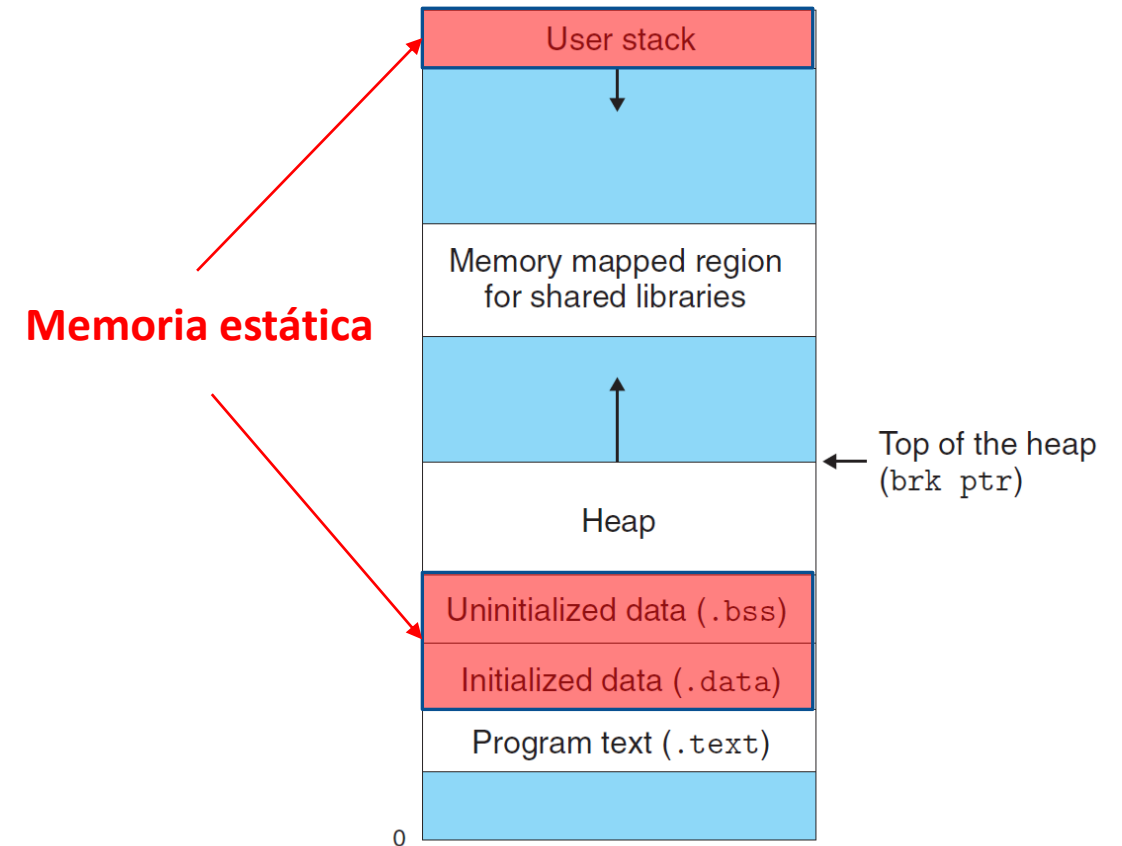 User stack
Memory mapped region
for shared libraries
Memoria estática
Top of the heap
(brk ptr)
Heap
Uninitialized data (.bss)
Initialized data (.data)
Program text (.text)
0